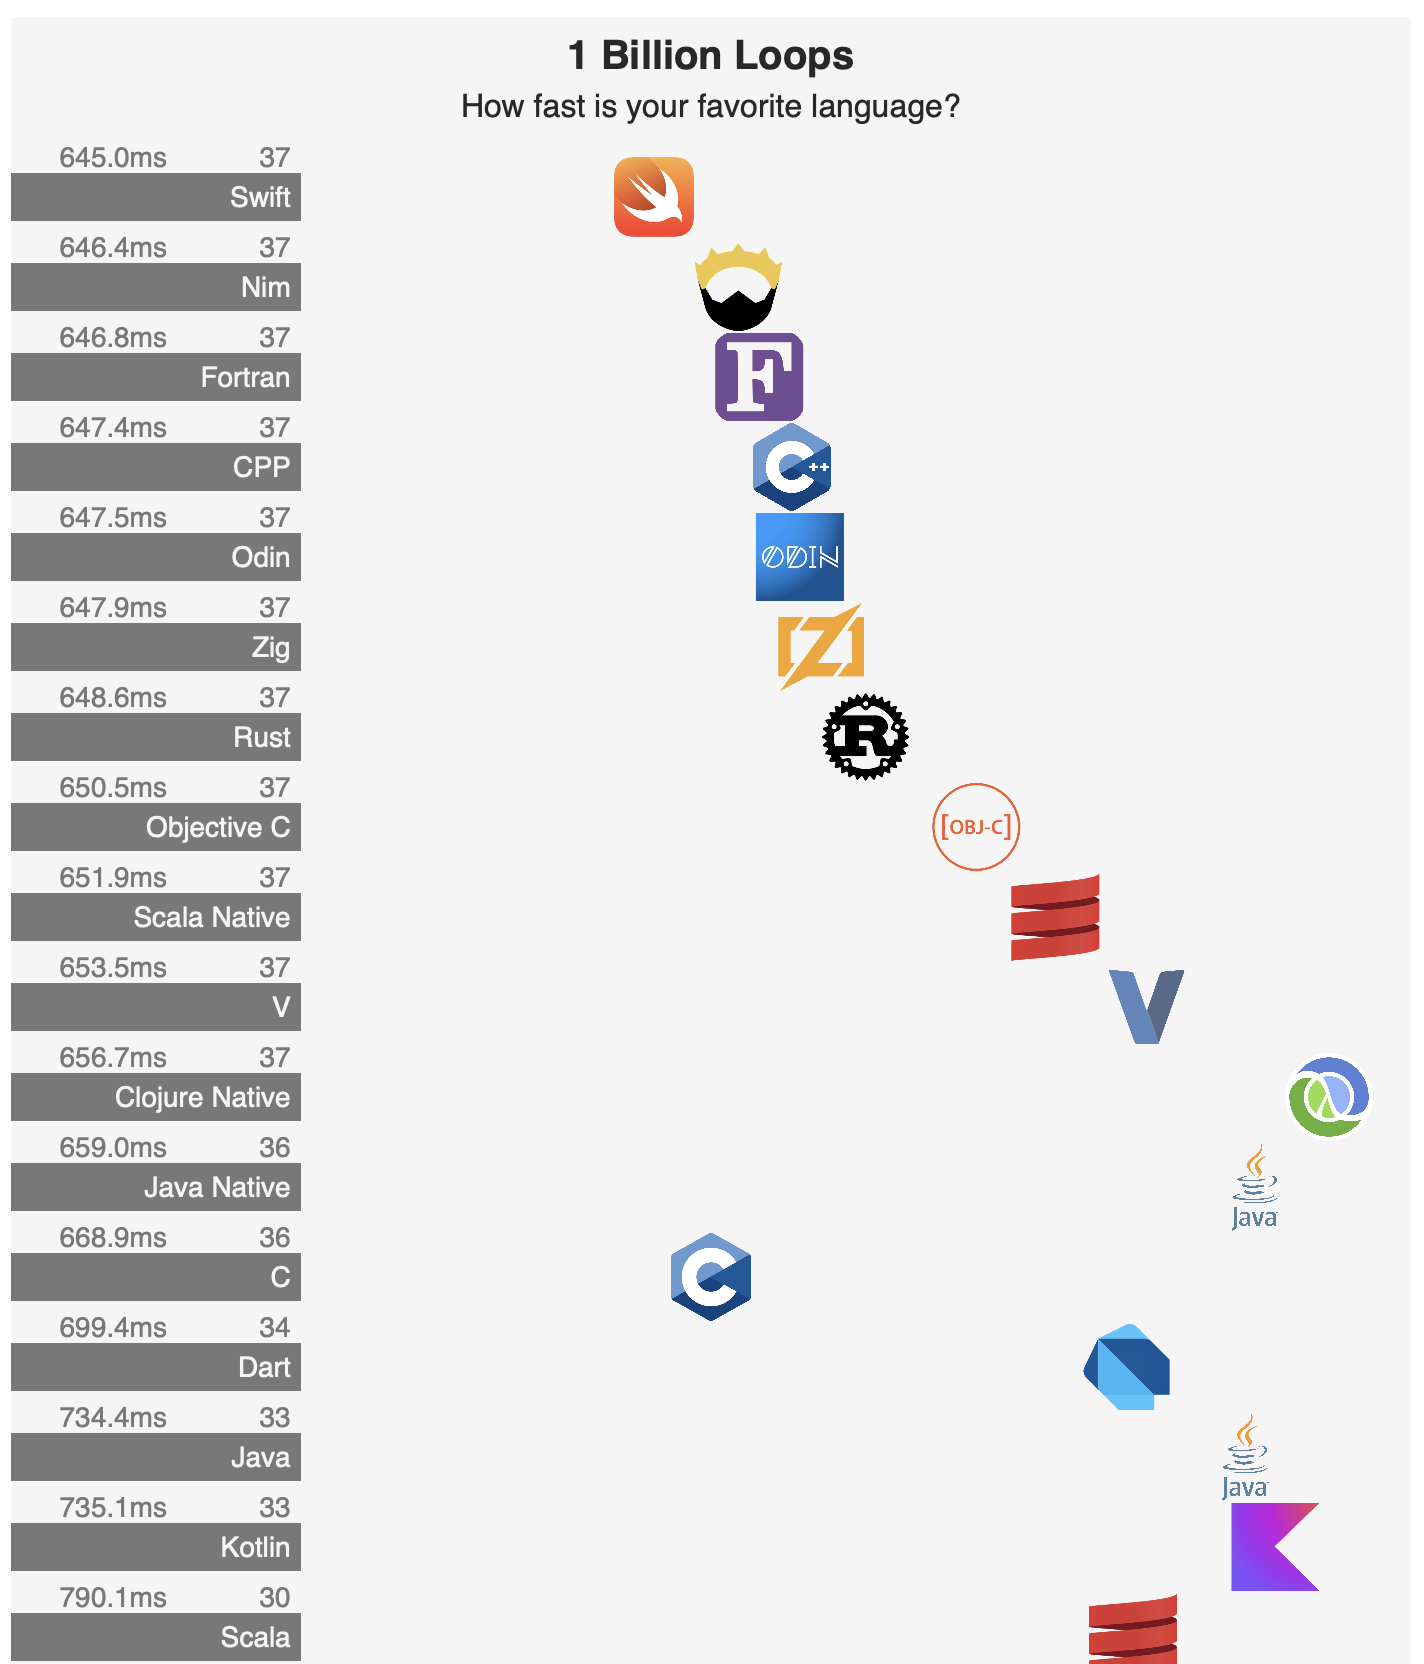 1 Billion Loops
How fast is your favorite language?
645.0ms 37
Swift
646.4ms 37
Nim
646.8ms 37
Fortran
F
647.4ms 37
CPP
C++
647.5ms 37
Odin
ODIN
647.9ms 37
Zig
Z
648.6ms 37
Rust
R
650.5ms 37
Objective C
[OBJ-C]
651.9ms 37
Scala Native
653.5ms 37
V
V
656.7ms 37
Clojure Native
659.0ms 36
Java Native
Java
668.9ms 36
C
C
699.4ms 34
Dart
734.4ms 33
Java
Java
735.1ms 33
Kotlin
790.1ms 30
Scala